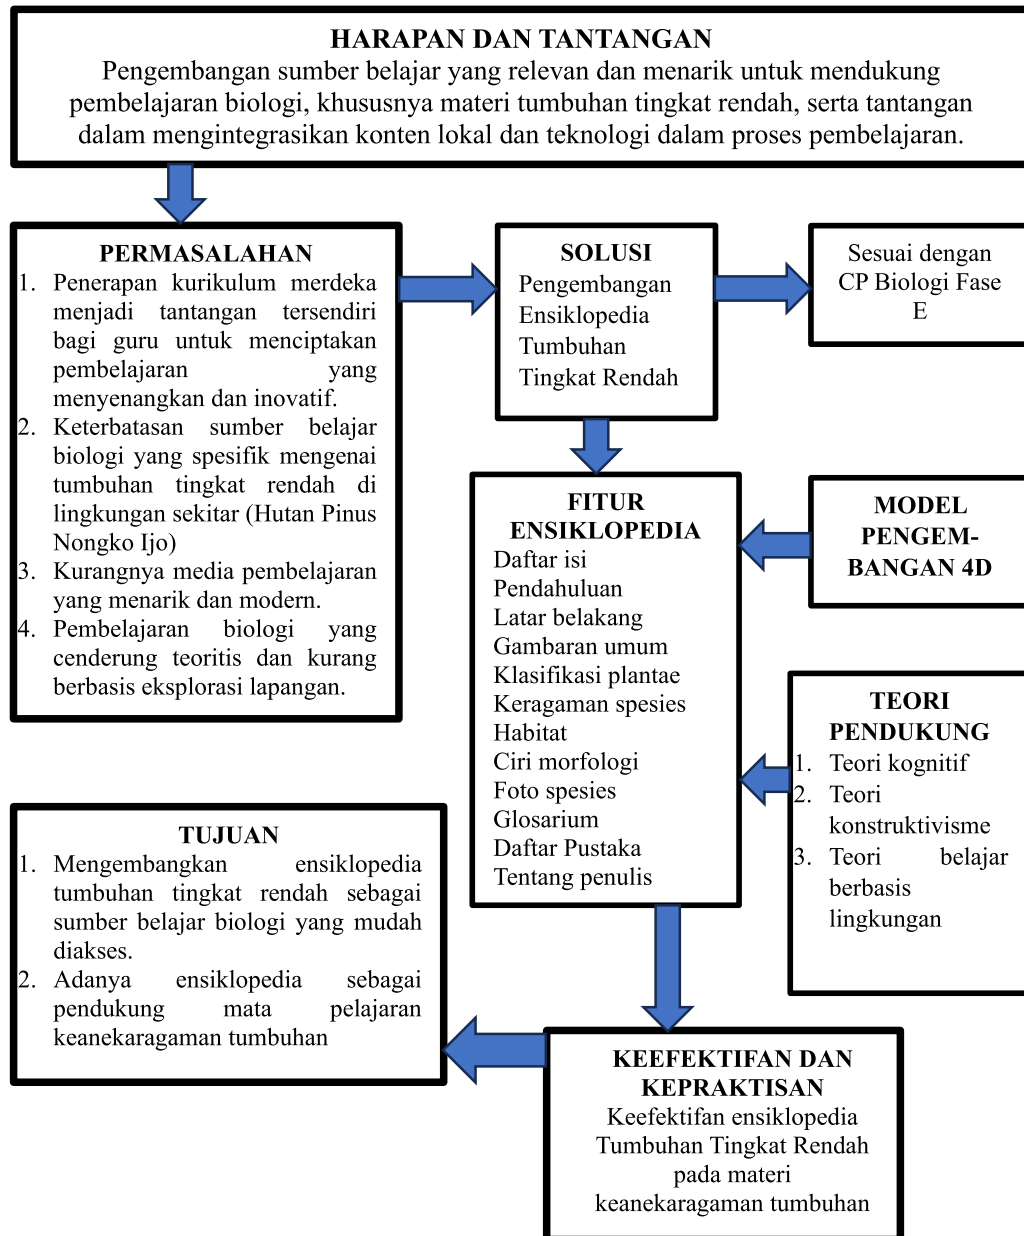 HARAPAN DAN TANTANGAN
Pengembangan sumber belajar yang relevan dan menarik untuk mendukung
pembelajaran biologi, khususnya materi tumbuhan tingkat rendah, serta tantangan
dalam mengintegrasikan konten lokal dan teknologi dalam proses pembelajaran.
PERMASALAHAN
1. Penerapan kurikulum merdeka
menjadi tantangan tersendiri
bagi guru untuk menciptakan
pembelajaran yang
menyenangkan dan inovatif.
2. Keterbatasan sumber belajar
biologi yang spesifik mengenai
tumbuhan tingkat rendah di
lingkungan sekitar (Hutan Pinus
Nongko Ijo)
3. Kurangnya media pembelajaran
yang menarik dan modern.
4. Pembelajaran biologi yang
cenderung teoritis dan kurang
berbasis eksplorasi lapangan.
SOLUSI
Pengembangan
Ensiklopedia
Tumbuhan
Tingkat Rendah
Sesuai dengan
CP Biologi Fase
E
FITUR
ENSIKLOPEDIA
Daftar isi
Pendahuluan
Latar belakang
Gambaran umum
Klasifikasi plantae
Keragaman spesies
Habitat
Ciri morfologi
Foto spesies
Glosarium
Daftar Pustaka
Tentang penulis
MODEL
PENGEM-
BANGAN 4D
TEORI
PENDUKUNG
1. Teori kognitif
2. Teori
konstruktivisme
3. Teori belajar
berbasis
lingkungan
TUJUAN
1. Mengembangkan ensiklopedia
tumbuhan tingkat rendah sebagai
sumber belajar biologi yang mudah
diakses.
2. Adanya ensiklopedia sebagai
pendukung mata pelajaran
keanekaragaman tumbuhan
KEEFEKTIFAN DAN
KEPRAKTISAN
Keefektifan ensiklopedia
Tumbuhan Tingkat Rendah
pada materi
keanekaragaman tumbuhan